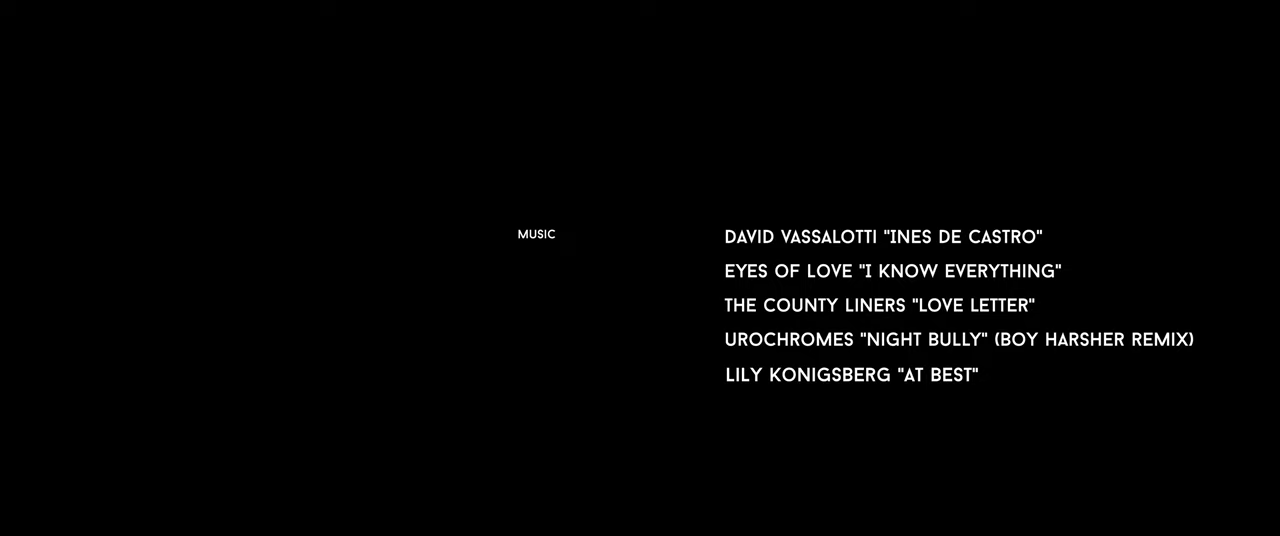 MUSIC
DAVID VASSALOTTI "INES DE CASTRO"
EYES OF LOVE "I KNOW EVERYTHING"
THE COUNTY LINERS "LOVE LETTER"
UROCHROMES "NIGHT BULLY" (BOY HARSHER REMIX)
LILY KONIGSBERG "AT BEST"